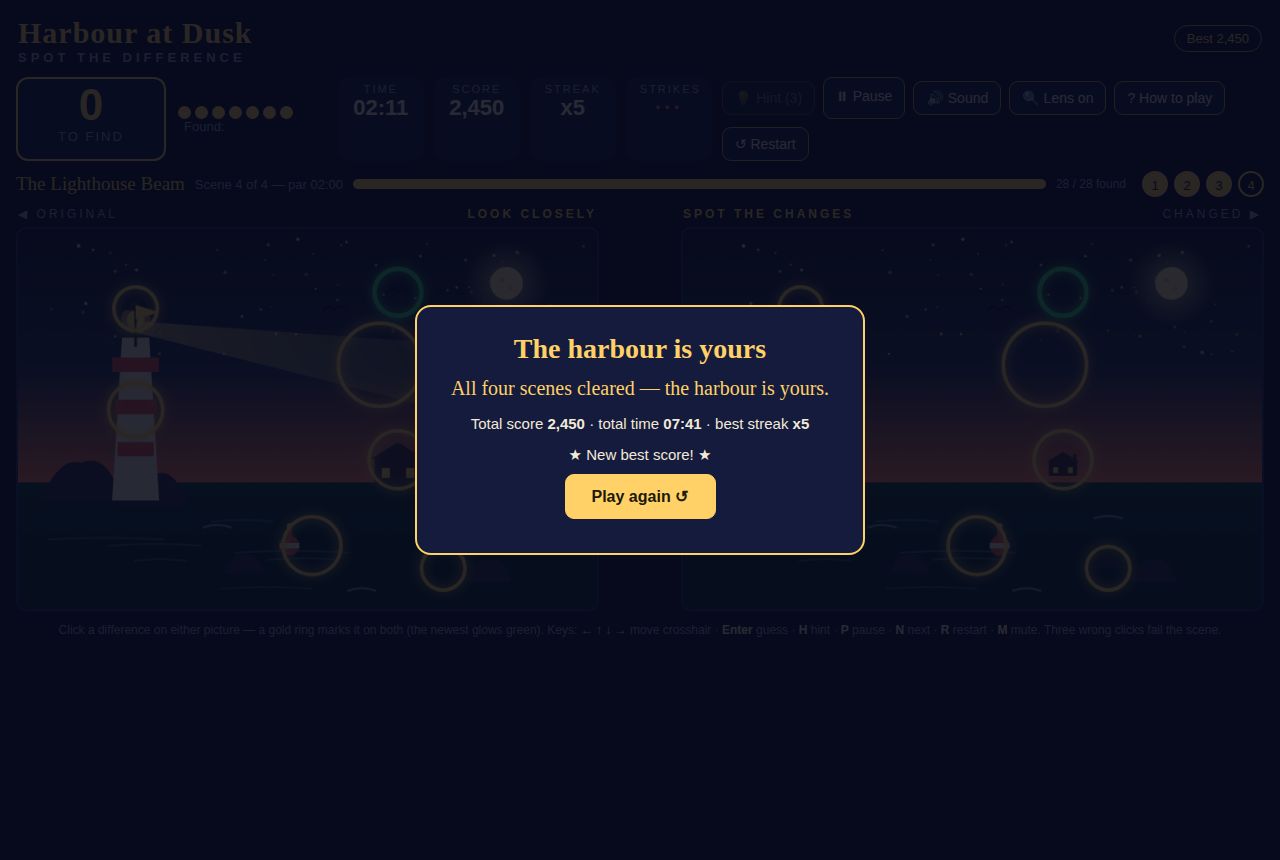 Harbour at Dusk
SPOT THE DIFFERENCE
Best 2,450
0
TO FIND
Found:
TIME
02:11
SCORE
2,450
STREAK
x5
STRIKES
💡 Hint (3)
⏸ Pause
🔊 Sound
🔍 Lens on
? How to play
↺ Restart
The Lighthouse Beam
Scene 4 of 4 — par 02:00
28 / 28 found
1 2 3 4
◀ ORIGINAL
LOOK CLOSELY
SPOT THE CHANGES
CHANGED ▶
The harbour is yours
All four scenes cleared — the harbour is yours.
Total score 2,450 · total time 07:41 · best streak x5
★ New best score! ★
Play again ↺
Click a difference on either picture — a gold ring marks it on both (the newest glows green). Keys: ← ↑ ↓ → move crosshair · Enter guess · H hint · P pause · N next · R restart · M mute. Three wrong clicks fail the scene.